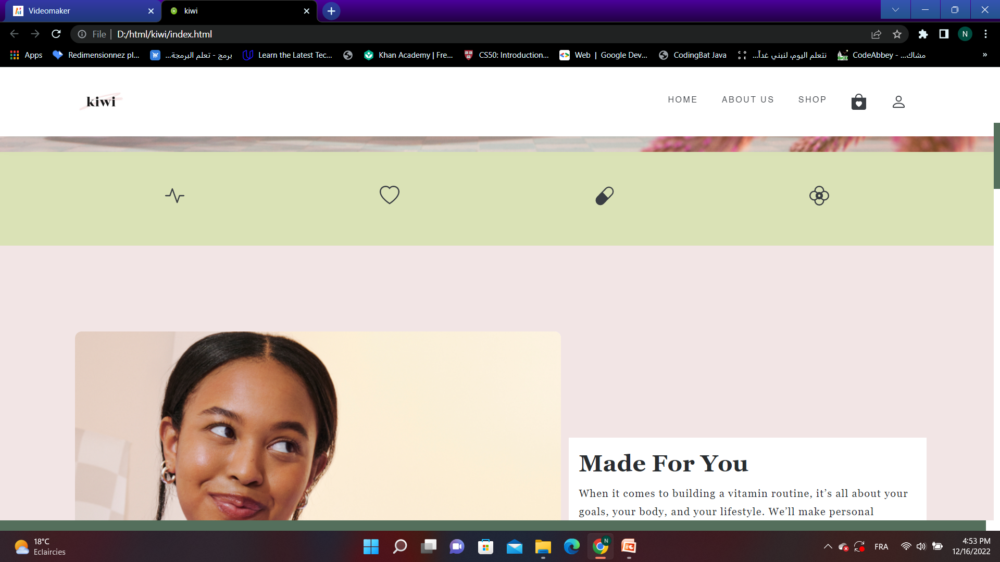 Videomaker
kiwi
File | D:/html/kiwi/index.html
Apps
Redimensionnez pl...
برمج - تعلم البرمجة...
Learn the Latest Tec...
Khan Academy | Fre...
CS50: Introduction...
Web | Google Dev...
CodingBat Java
نتعلم اليوم، لنبني غداً...
CodeAbbey - مشاك...
»
N
kiwi
HOME
ABOUT US
SHOP
Made For You
When it comes to building a vitamin routine, it’s all about your
goals, your body, and your lifestyle. We’ll make personal
18°C
Eclaircies
N
FRA
4:53 PM
12/16/2022